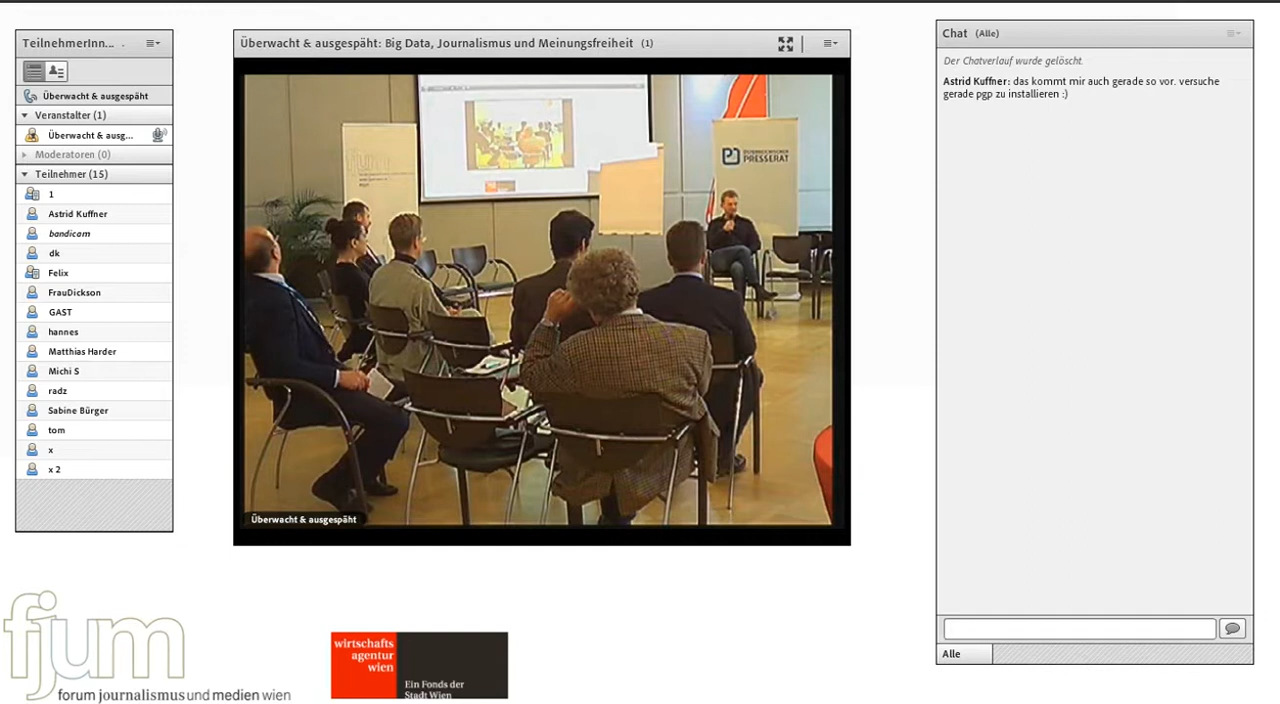 TeilnehmerInn... .
Überwacht & ausgespäht
Veranstalter (1)
Überwacht & ausg...
Moderatoren (0)
Teilnehmer (15)
1
Astrid Kuffner
bandicam
dk
Felix
FrauDickson
GAST
hannes
Matthias Harder
Michi S
radz
Sabine Bürger
tom
x
x 2
Überwacht & ausgespäht: Big Data, Journalismus und Meinungsfreiheit (1)
fjum
ÖSTERREICHISCHER
PRESSERAT
Überwacht & ausgespäht
Chat (Alle)
Der Chatverlauf wurde gelöscht.
Astrid Kuffner: das kommt mir auch gerade so vor. versuche
gerade pgp zu installieren :)
Alle
fjum
forum journalismus und medien wien
wirtschafts
agentur
wien
Ein Fonds der
Stadt Wien